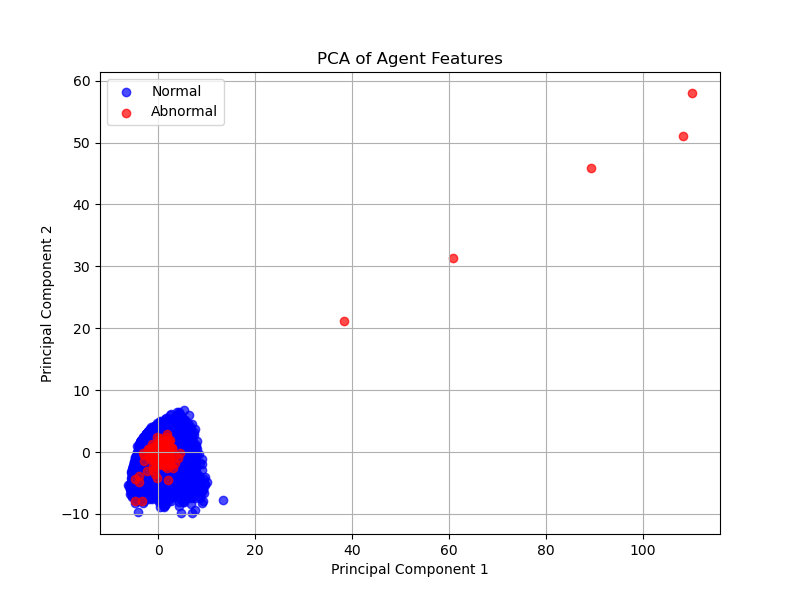 PCA of Agent Features
Normal
Abnormal
60
50
40
30
20
10
0
−10
Principal Component 2
0 20 40 60 80 100
Principal Component 1